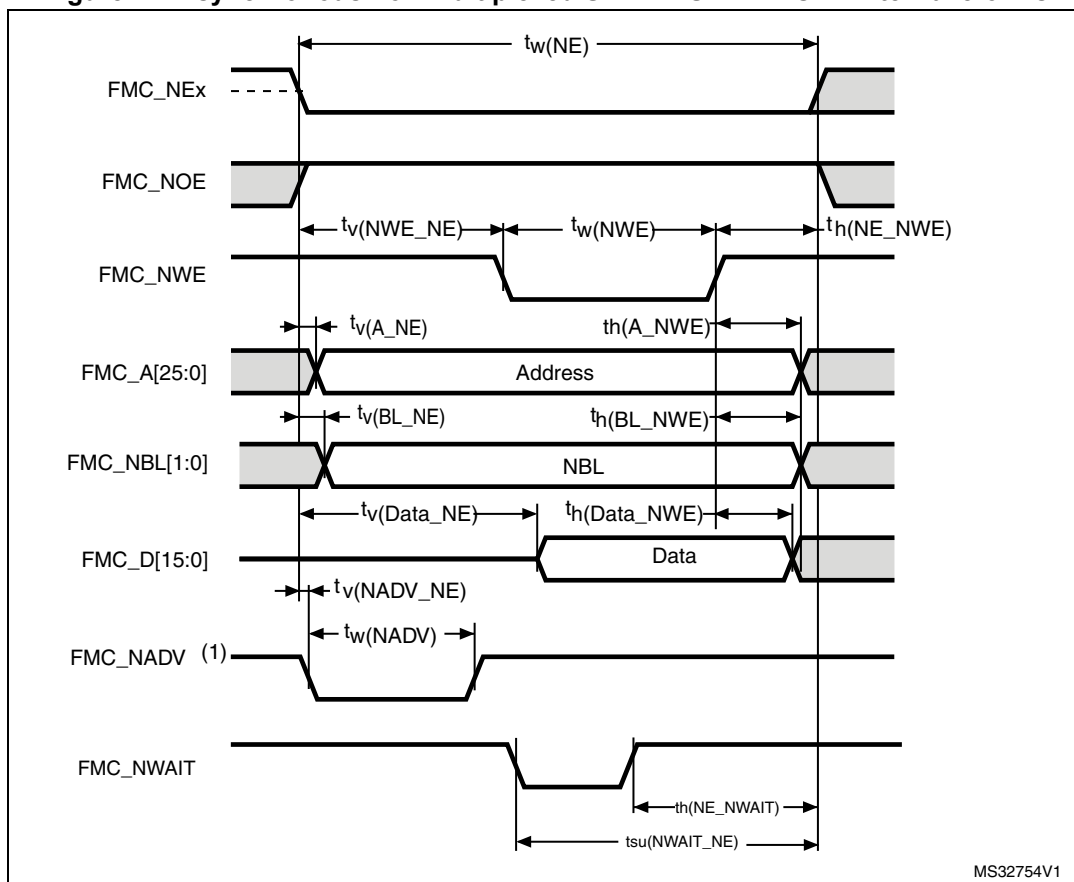 tw(NE)
FMC_NEx
FMC_NOE
tv(NWE_NE)
tw(NWE)
th(NE_NWE)
FMC_NWE
tv(A_NE)
th(A_NWE)
FMC_A[25:0]
Address
tv(BL_NE)
th(BL_NWE)
FMC_NBL[1:0]
NBL
tv(Data_NE)
th(Data_NWE)
FMC_D[15:0]
Data
tv(NADV_NE)
tw(NADV)
FMC_NADV (1)
FMC_NWAIT
th(NE_NWAIT)
tsu(NWAIT_NE)
MS32754V1